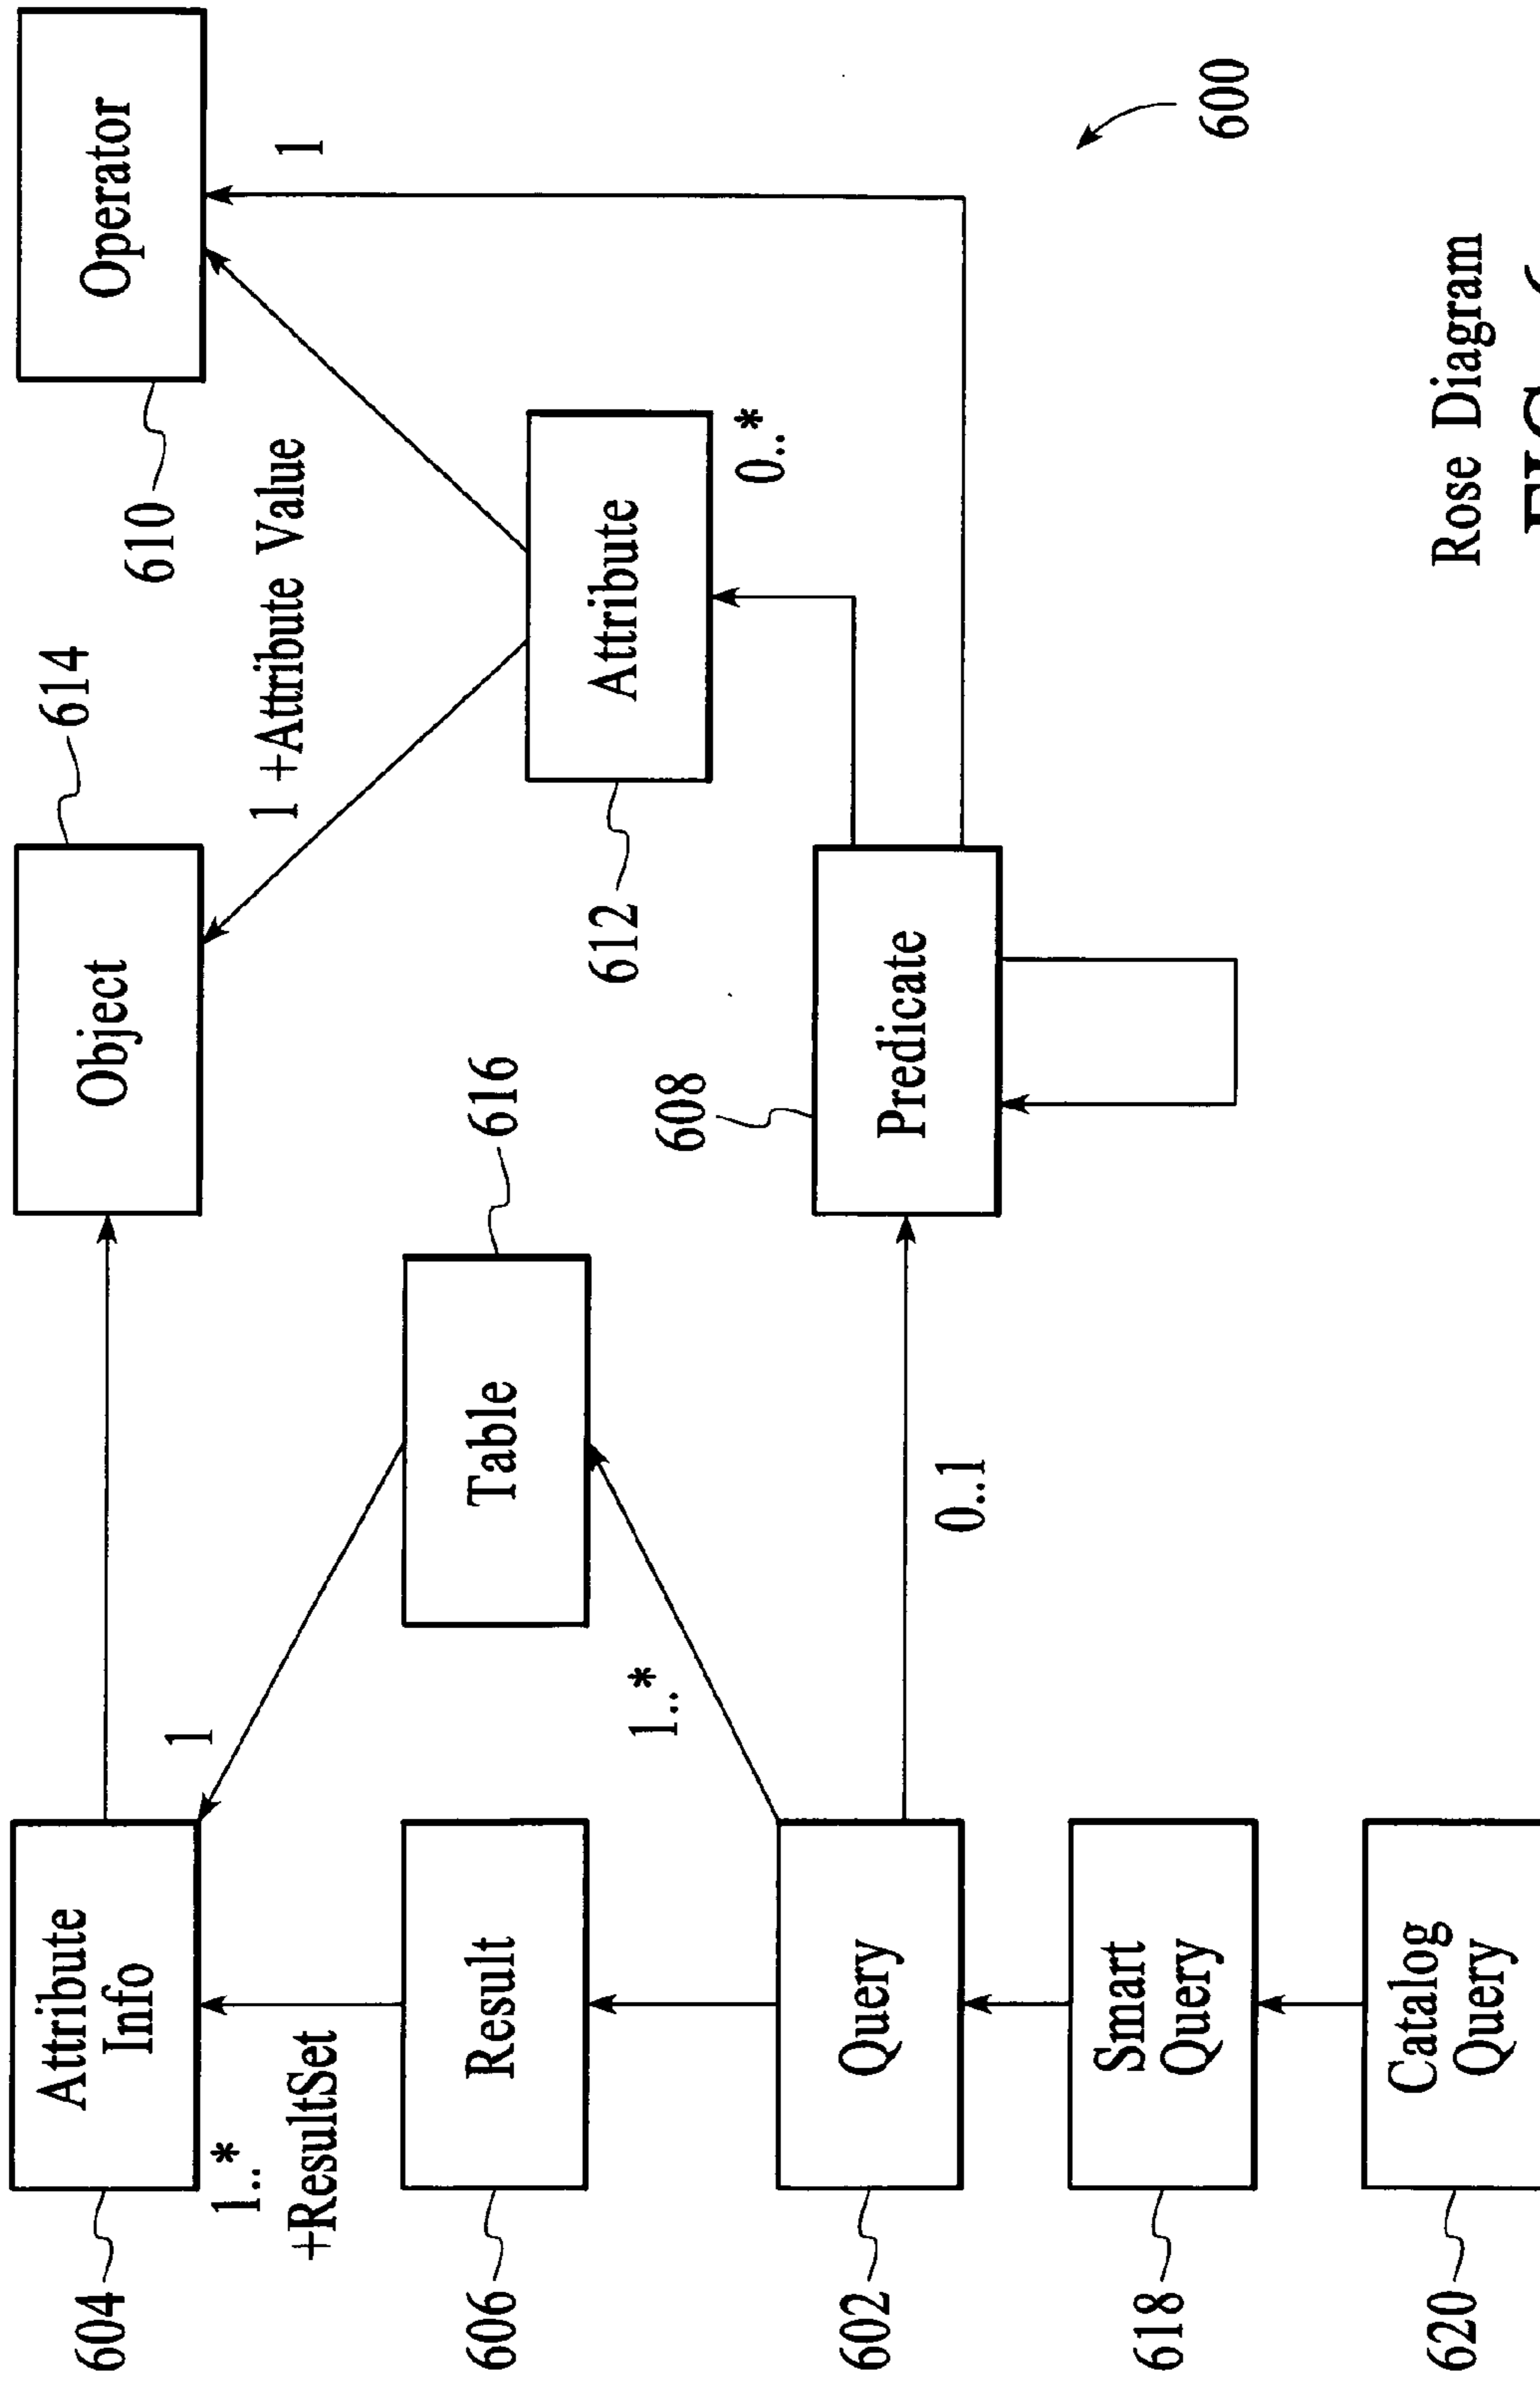 604
Attribute
Info
1..*
+ResultSet
1
Object
614
1 +Attribute Value
610
Operator
1
606
Result
Table
616
1..*
612
Attribute
0..*
602
Query
0..1
608
Predicate
618
Smart
Query
620
Catalog
Query
600
Rose Diagram